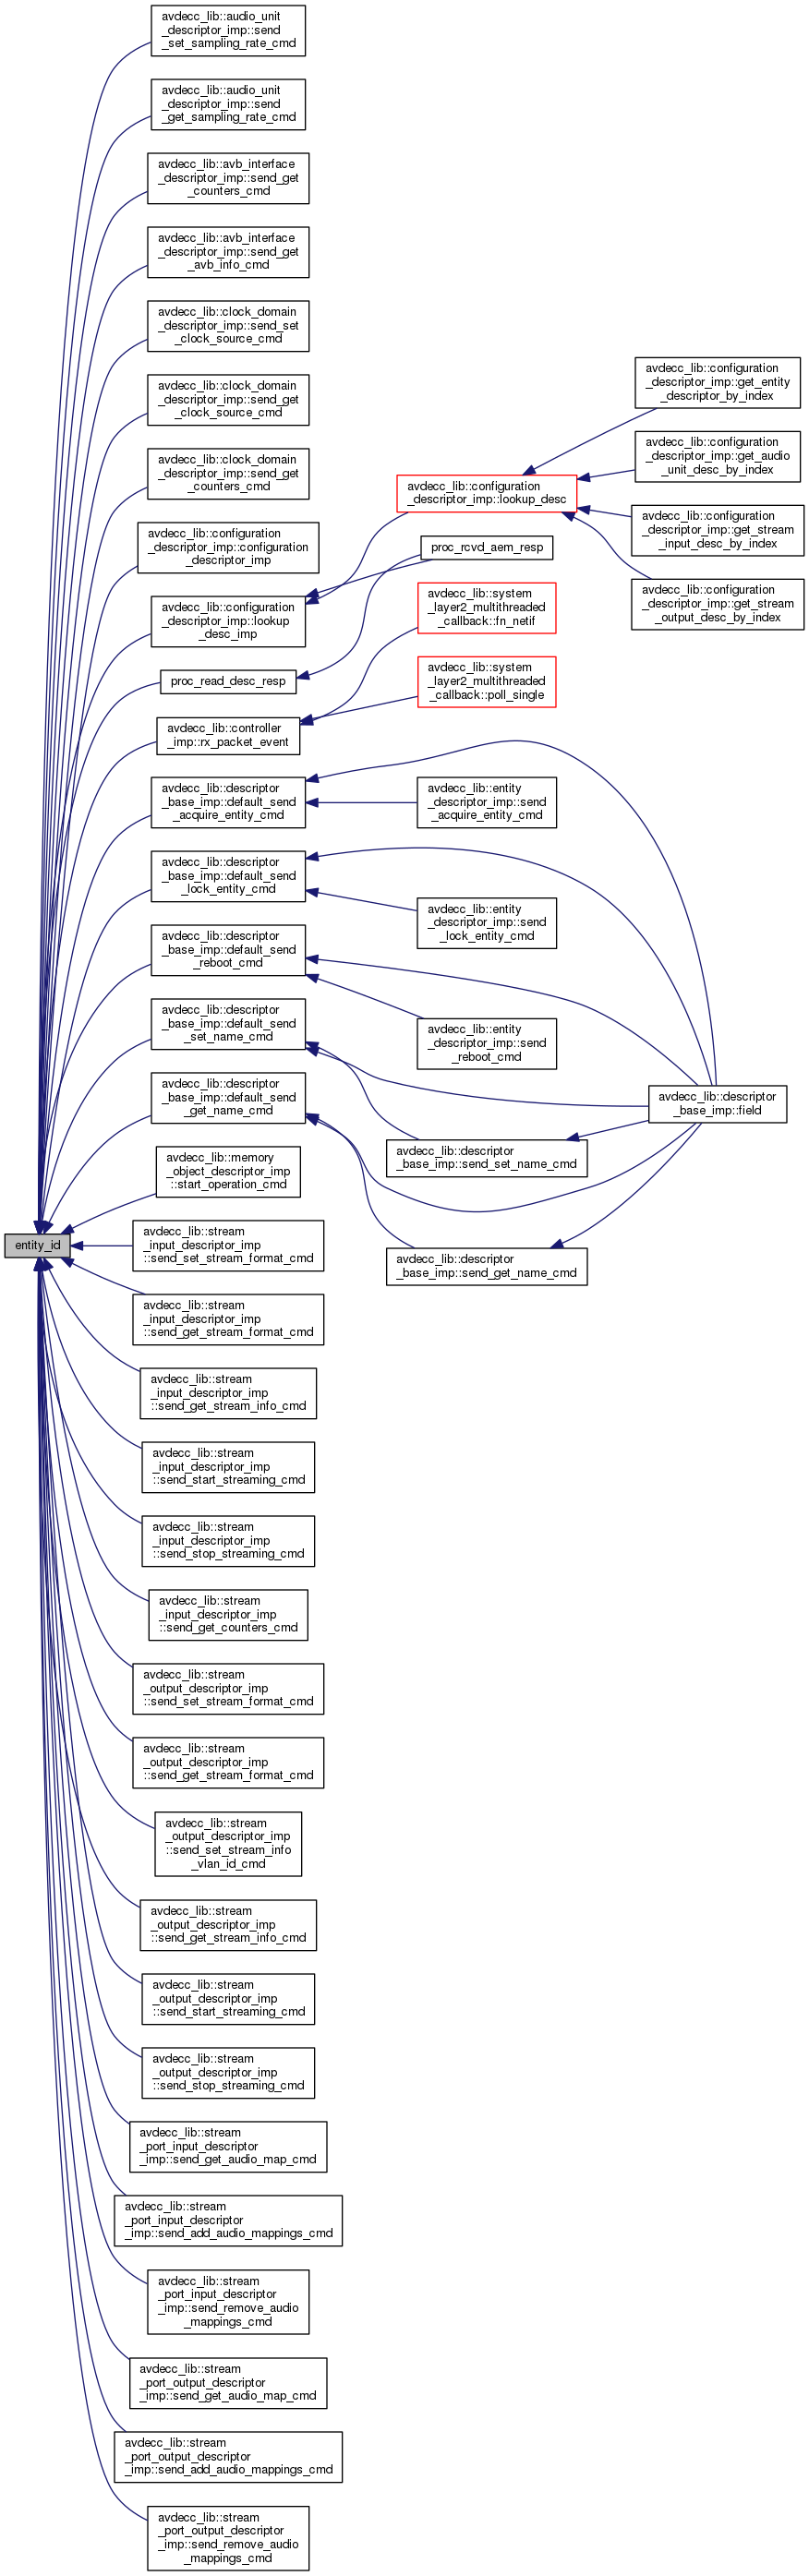 entity_id
avdecc_lib::audio_unit
_descriptor_imp::send
_set_sampling_rate_cmd
avdecc_lib::audio_unit
_descriptor_imp::send
_get_sampling_rate_cmd
avdecc_lib::avb_interface
_descriptor_imp::send_get
_counters_cmd
avdecc_lib::avb_interface
_descriptor_imp::send_get
_avb_info_cmd
avdecc_lib::clock_domain
_descriptor_imp::send_set
_clock_source_cmd
avdecc_lib::clock_domain
_descriptor_imp::send_get
_clock_source_cmd
avdecc_lib::clock_domain
_descriptor_imp::send_get
_counters_cmd
avdecc_lib::configuration
_descriptor_imp::configuration
_descriptor_imp
avdecc_lib::configuration
_descriptor_imp::lookup
_desc_imp
proc_read_desc_resp
avdecc_lib::controller
_imp::rx_packet_event
avdecc_lib::descriptor
_base_imp::default_send
_acquire_entity_cmd
avdecc_lib::descriptor
_base_imp::default_send
_lock_entity_cmd
avdecc_lib::descriptor
_base_imp::default_send
_reboot_cmd
avdecc_lib::descriptor
_base_imp::default_send
_set_name_cmd
avdecc_lib::descriptor
_base_imp::default_send
_get_name_cmd
avdecc_lib::memory
_object_descriptor_imp
::start_operation_cmd
avdecc_lib::stream
_input_descriptor_imp
::send_set_stream_format_cmd
avdecc_lib::stream
_input_descriptor_imp
::send_get_stream_format_cmd
avdecc_lib::stream
_input_descriptor_imp
::send_get_stream_info_cmd
avdecc_lib::stream
_input_descriptor_imp
::send_start_streaming_cmd
avdecc_lib::stream
_input_descriptor_imp
::send_stop_streaming_cmd
avdecc_lib::stream
_input_descriptor_imp
::send_get_counters_cmd
avdecc_lib::stream
_output_descriptor_imp
::send_set_stream_format_cmd
avdecc_lib::stream
_output_descriptor_imp
::send_get_stream_format_cmd
avdecc_lib::stream
_output_descriptor_imp
::send_set_stream_info
_vlan_id_cmd
avdecc_lib::stream
_output_descriptor_imp
::send_get_stream_info_cmd
avdecc_lib::stream
_output_descriptor_imp
::send_start_streaming_cmd
avdecc_lib::stream
_output_descriptor_imp
::send_stop_streaming_cmd
avdecc_lib::stream
_port_input_descriptor
_imp::send_get_audio_map_cmd
avdecc_lib::stream
_port_input_descriptor
_imp::send_add_audio_mappings_cmd
avdecc_lib::stream
_port_input_descriptor
_imp::send_remove_audio
_mappings_cmd
avdecc_lib::stream
_port_output_descriptor
_imp::send_get_audio_map_cmd
avdecc_lib::stream
_port_output_descriptor
_imp::send_add_audio_mappings_cmd
avdecc_lib::stream
_port_output_descriptor
_imp::send_remove_audio
_mappings_cmd
avdecc_lib::configuration
_descriptor_imp::lookup_desc
proc_rcvd_aem_resp
avdecc_lib::system
_layer2_multithreaded
_callback::fn_netif
avdecc_lib::system
_layer2_multithreaded
_callback::poll_single
avdecc_lib::entity
_descriptor_imp::send
_acquire_entity_cmd
avdecc_lib::entity
_descriptor_imp::send
_lock_entity_cmd
avdecc_lib::entity
_descriptor_imp::send
_reboot_cmd
avdecc_lib::descriptor
_base_imp::send_set_name_cmd
avdecc_lib::descriptor
_base_imp::send_get_name_cmd
avdecc_lib::configuration
_descriptor_imp::get_entity
_descriptor_by_index
avdecc_lib::configuration
_descriptor_imp::get_audio
_unit_desc_by_index
avdecc_lib::configuration
_descriptor_imp::get_stream
_input_desc_by_index
avdecc_lib::configuration
_descriptor_imp::get_stream
_output_desc_by_index
avdecc_lib::descriptor
_base_imp::field